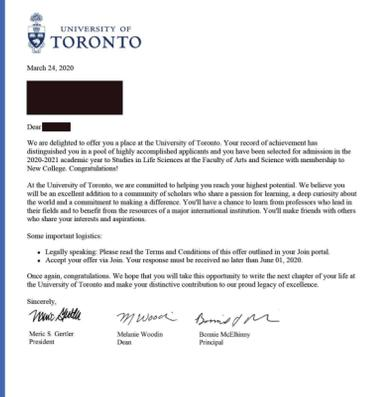 UNIVERSITY OF
TORONTO
March 24, 2020
Dear
We are delighted to offer you a place at the University of Toronto. Your record of achievement has
distinguished you in a pool of highly accomplished applicants and you have been selected for admission in the
2020-2021 academic year to Studies in Life Sciences at the Faculty of Arts and Science with membership to
New College. Congratulations!
At the University of Toronto, we are committed to helping you reach your highest potential. We believe you
will be an excellent addition to a community of scholars who share a passion for learning, a deep curiosity about
the world and a commitment to making a difference. You'll have a chance to learn from professors who lead in
their fields and to benefit from the resources of a major international institution. You'll make friends with others
who share your interests and aspirations.
Some important logistics:
• Legally speaking: Please read the Terms and Conditions of this offer outlined in your Join portal.
• Accept your offer via Join. Your response must be received no later than June 01, 2020.
Once again, congratulations. We hope that you will take this opportunity to write the next chapter of your life at
the University of Toronto and make your distinctive contribution to our proud legacy of excellence.
Sincerely,
Meric S. Gertler Melanie Woodin Bonnie McElhinny
President Dean Principal